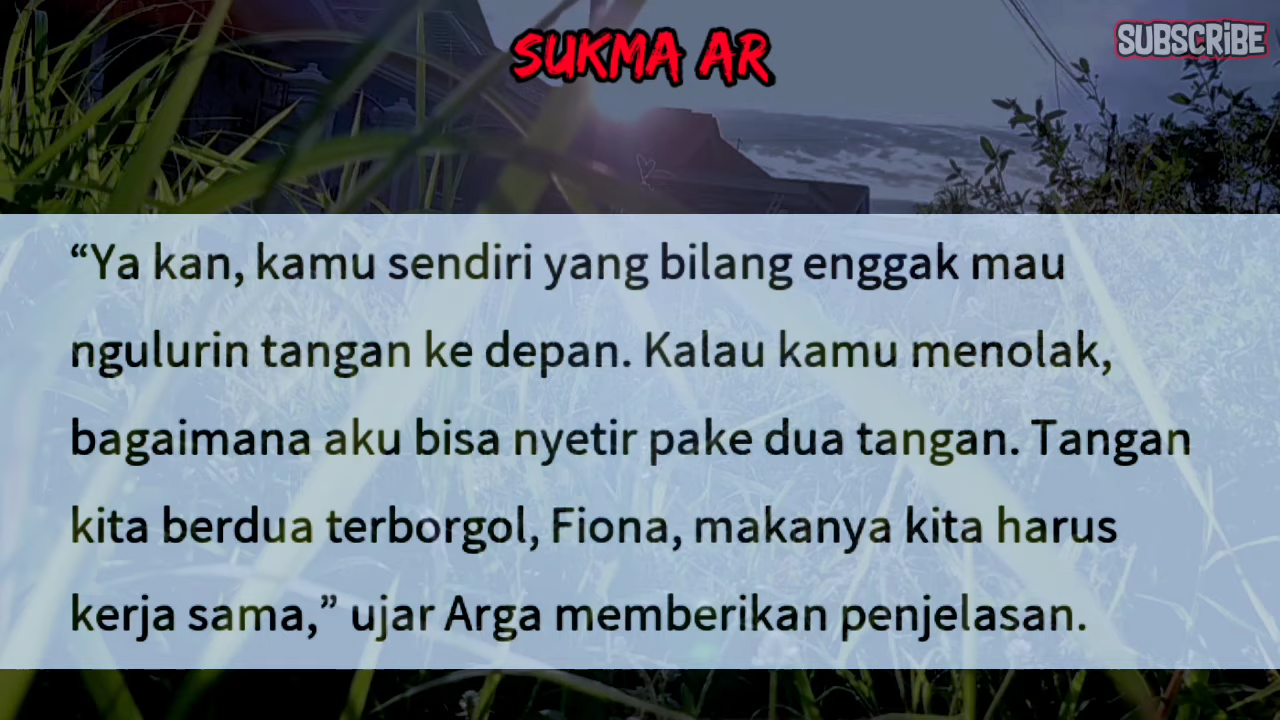 SUKMA AR
SUBSCRIBE
“Ya kan, kamu sendiri yang bilang enggak mau
ngulurin tangan ke depan. Kalau kamu menolak,
bagaimana aku bisa nyetir pake dua tangan. Tangan
kita berdua terborgol, Fiona, makanya kita harus
kerja sama,” ujar Arga memberikan penjelasan.